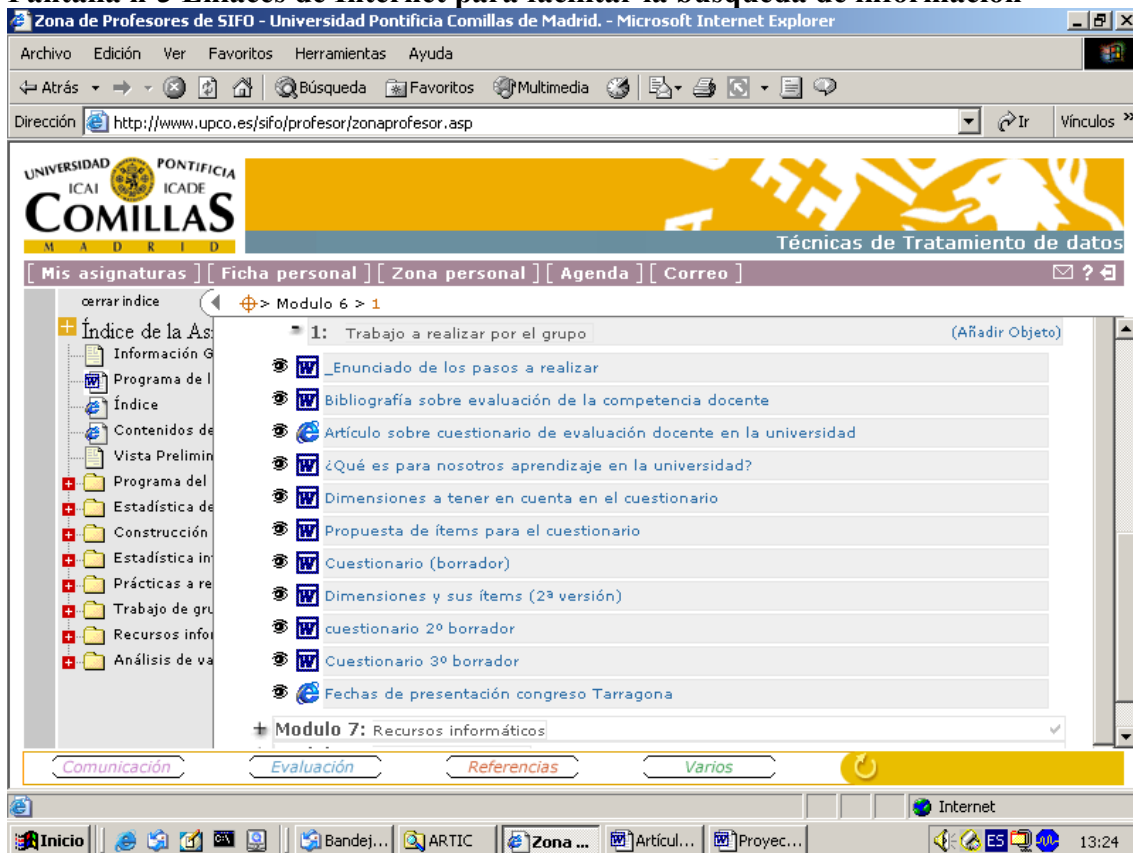 Pantalla nº3 Enlaces de Internet para facilitar la búsqueda de información
Zona de Profesores de SIFO - Universidad Pontificia Comillas de Madrid. - Microsoft Internet Explorer
Archivo Edición Ver Favoritos Herramientas Ayuda
Atrás Búsqueda Favoritos Multimedia
Dirección http://www.upco.es/sifo/profesor/zonaprofesor.asp Ir Vínculos »
UNIVERSIDAD PONTIFICIA
ICAI ICADE
COMILLAS
MADRID
Técnicas de Tratamiento de datos
[ Mis asignaturas ] [ Ficha personal ] [ Zona personal ] [ Agenda ] [ Correo ] ?
cerrar indice
> Modulo 6 > 1
Índice de la As
Información G
Programa de l
Índice
Contenidos de
Vista Prelimin
Programa del
Estadística de
Construcción
Estadística in
Prácticas a re
Trabajo de gru
Recursos info
Análisis de va
1: Trabajo a realizar por el grupo (Añadir Objeto)
_Enunciado de los pasos a realizar
Bibliografía sobre evaluación de la competencia docente
Artículo sobre cuestionario de evaluación docente en la universidad
¿Qué es para nosotros aprendizaje en la universidad?
Dimensiones a tener en cuenta en el cuestionario
Propuesta de ítems para el cuestionario
Cuestionario (borrador)
Dimensiones y sus ítems (2ª versión)
cuestionario 2º borrador
Cuestionario 3º borrador
Fechas de presentación congreso Tarragona
+ Modulo 7: Recursos informáticos
Comunicación Evaluación Referencias Varios
Internet
Inicio Bandej... ARTIC Zona ... Artícul... Proyec... ES 13:24